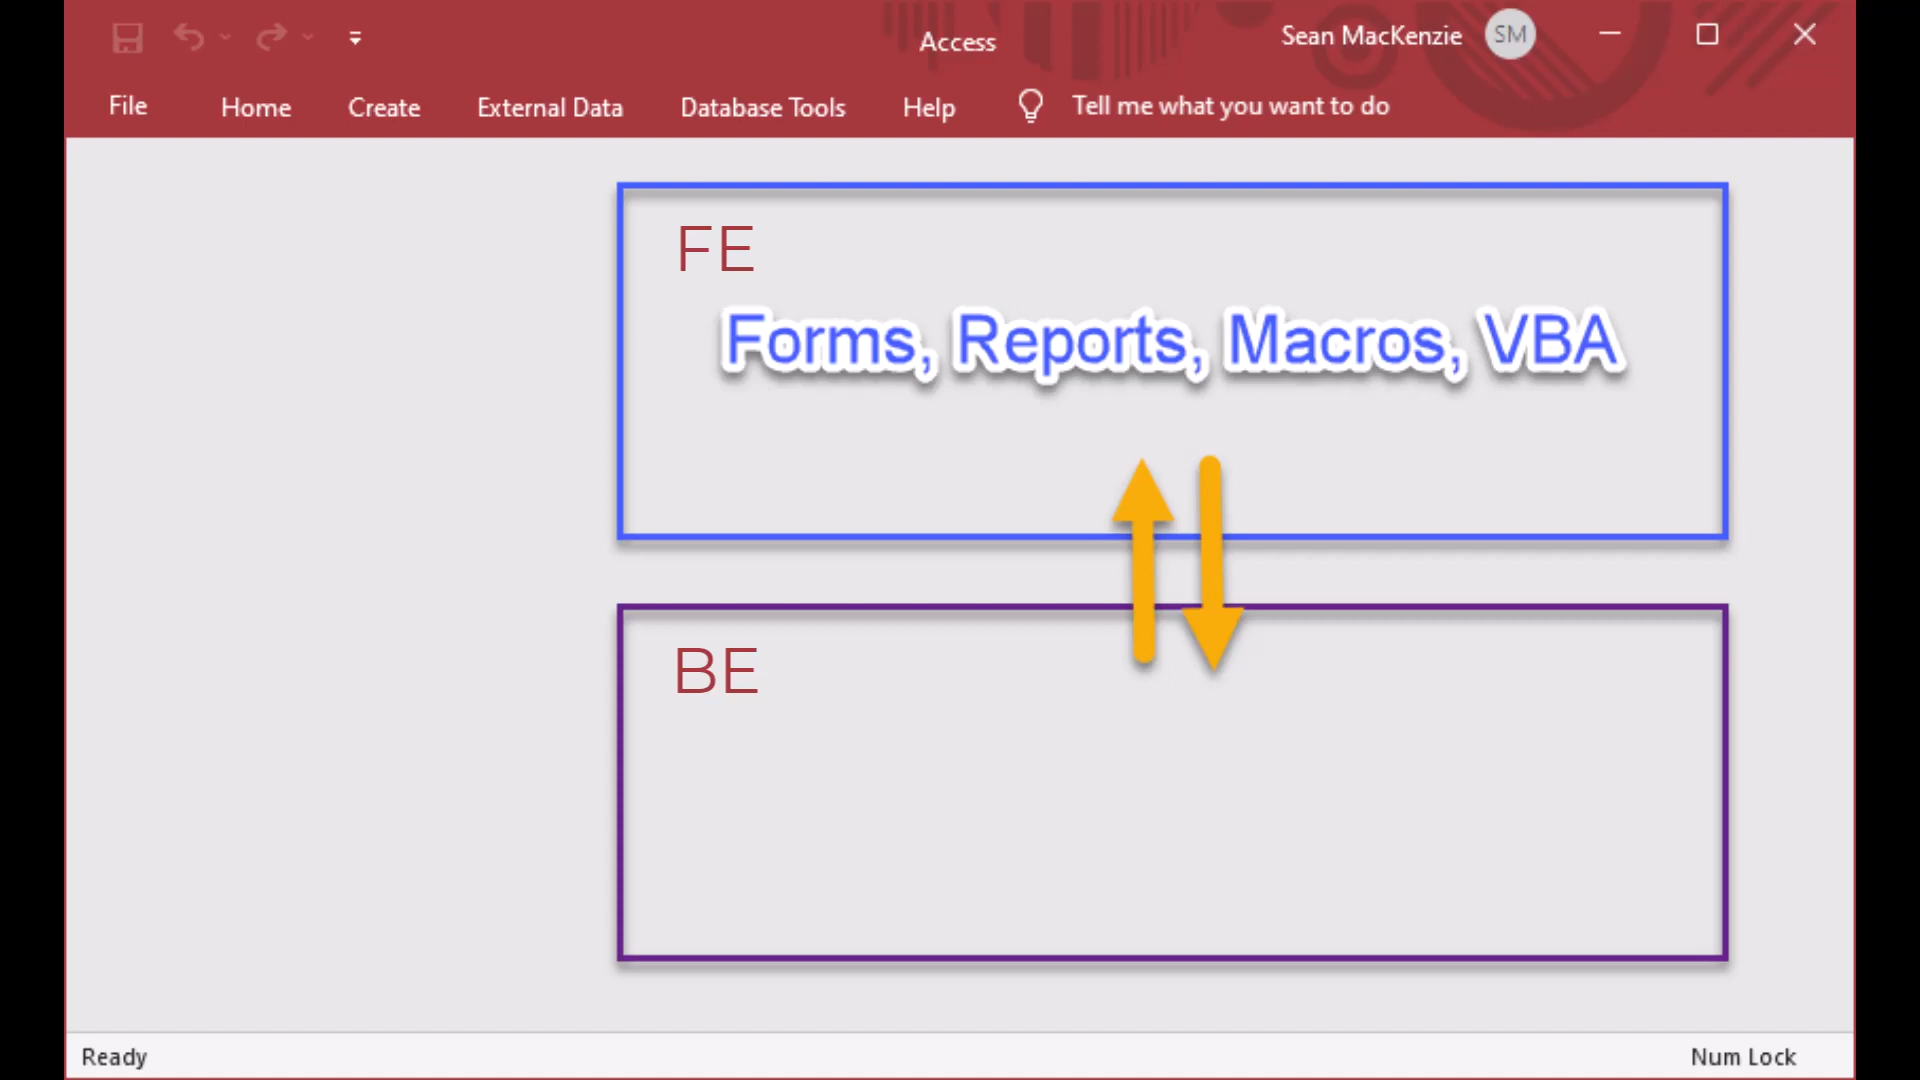 Access
Sean MacKenzie SM
File Home Create External Data Database Tools Help Tell me what you want to do
FE
Forms, Reports, Macros, VBA
BE
Ready Num Lock